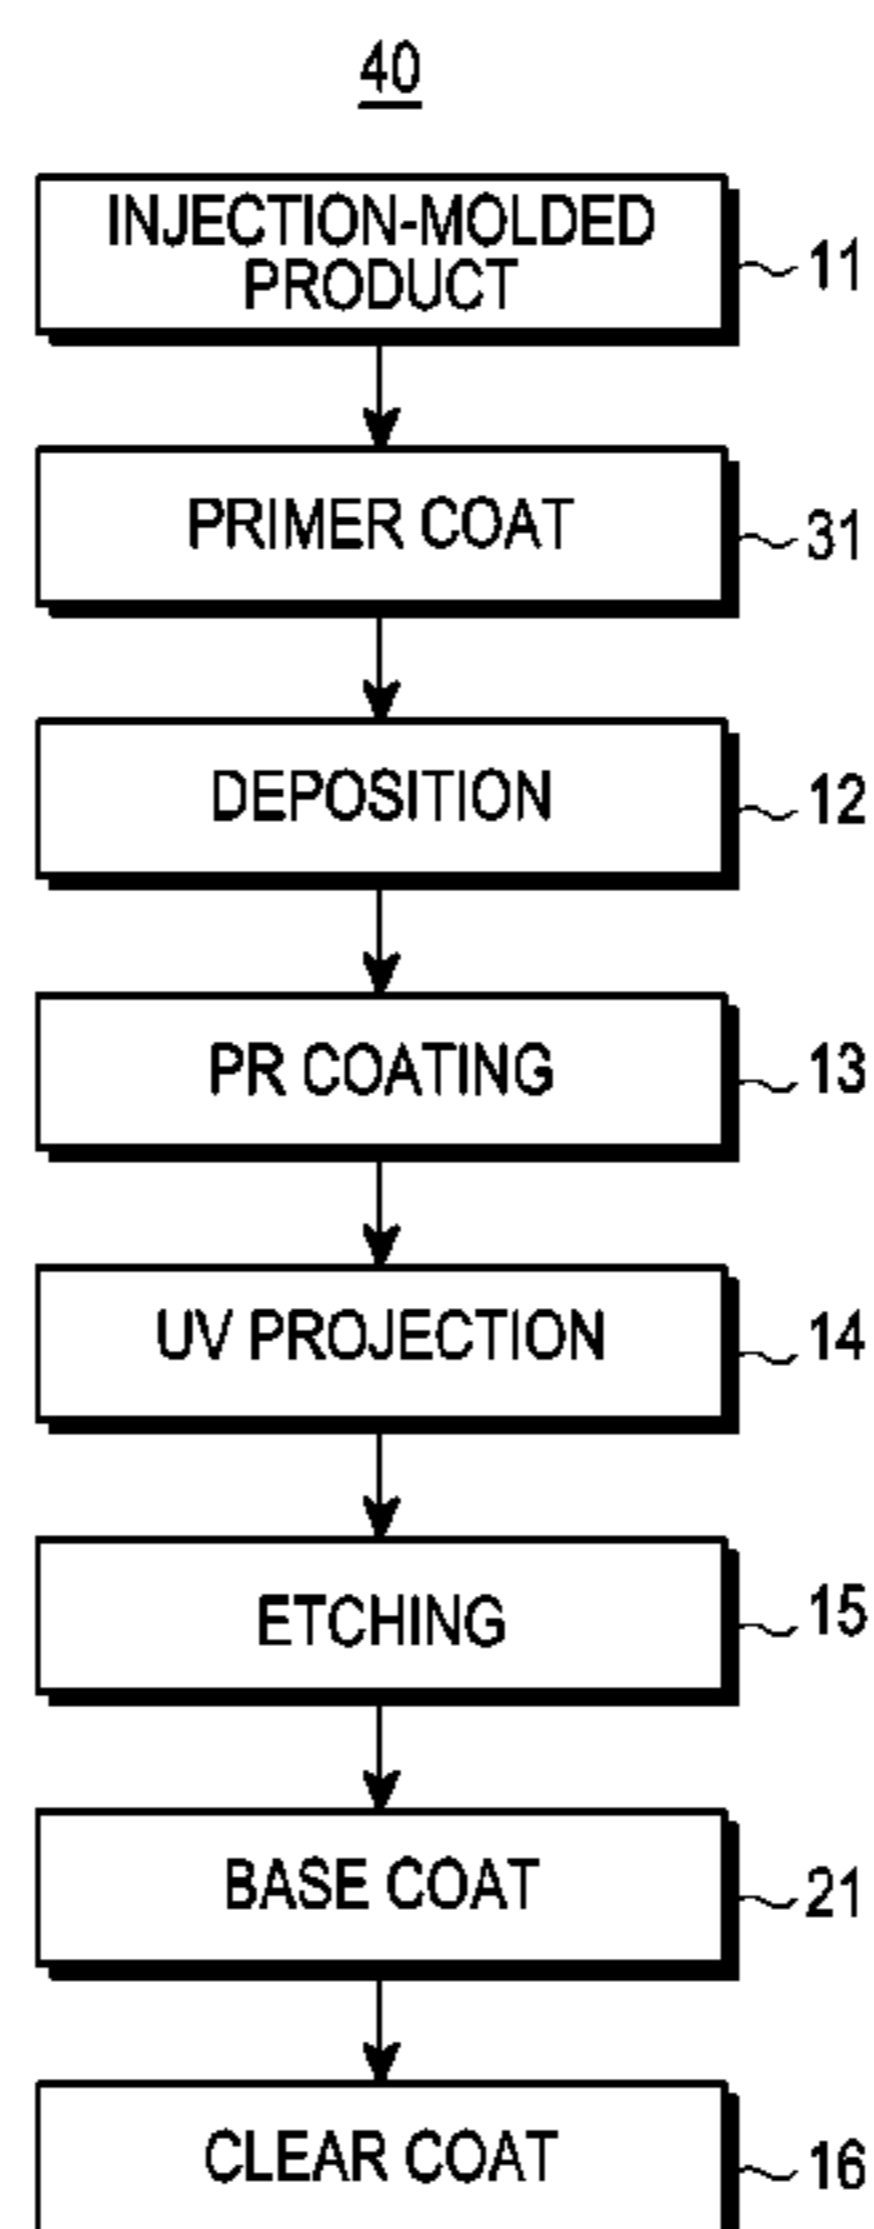 40
INJECTION-MOLDED
PRODUCT
11
PRIMER COAT
31
DEPOSITION
12
PR COATING
13
UV PROJECTION
14
ETCHING
15
BASE COAT
21
CLEAR COAT
16